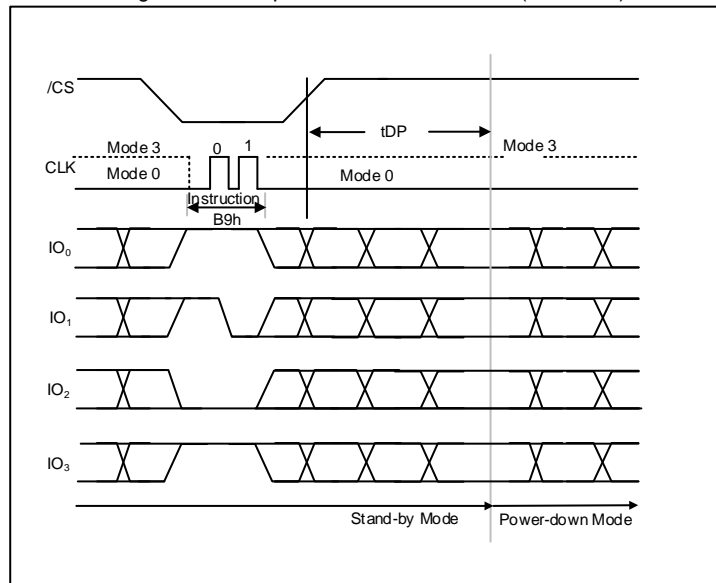 /CS
tDP
Mode 3
0
1
Mode 3
CLK
Mode 0
Mode 0
Instruction
B9h
IO₀
IO₁
IO₂
IO₃
Stand-by Mode
Power-down Mode